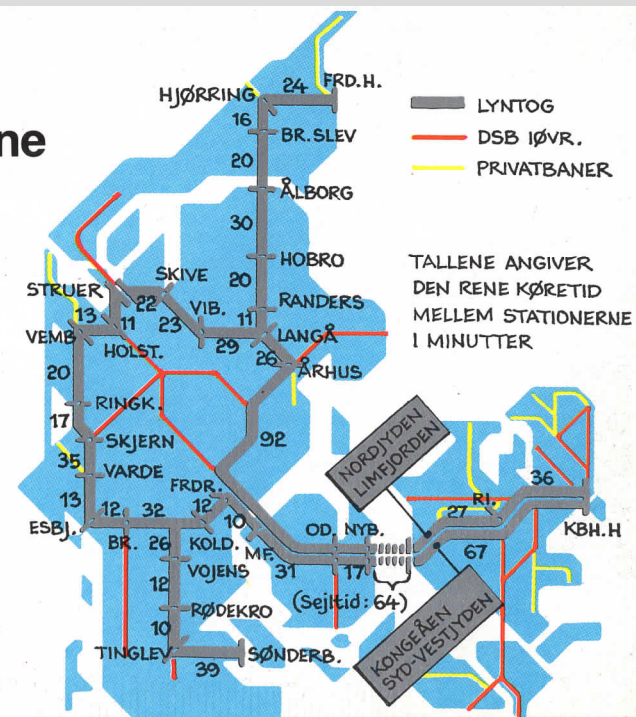 ne
HJØRRING
24
FRD.H.
16
BR.SLEV
20
ÅLBORG
30
HOBRO
20
RANDERS
11
LANGÅ
LYNTOG
DSB IØVR.
PRIVATBANER
TALLENE ANGIVER
DEN RENE KØRETID
MELLEM STATIONERNE
I MINUTTER
STRUER
22
SKIVE
23
VIB.
29
13
11
VEMB
HOLST.
26
ÅRHUS
20
RINGK.
17
SKJERN
35
VARDE
13
ESBJ.
12
BR.
32
92
FRDR.
12
KOLD.
10
MF.
31
OD.
NYB.
17
(Sejltid: 64)
26
VOJENS
12
RØDEKRO
10
TINGLEV
39
SØNDERB.
NORDJYDEN
LIMFJORDEN
27
RI.
36
KBH.H
67
KONGEÅEN
SYD-VESTJYDEN